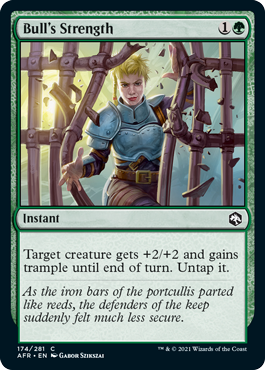 Bull's Strength 1
Instant
Target creature gets +2/+2 and gains
trample until end of turn. Untap it.
As the iron bars of the portcullis parted
like reeds, the defenders of the keep
suddenly felt much less secure.
174/281 C
AFR • EN GABOR SZIKSZAI
™ & © 2021 Wizards of the Coast